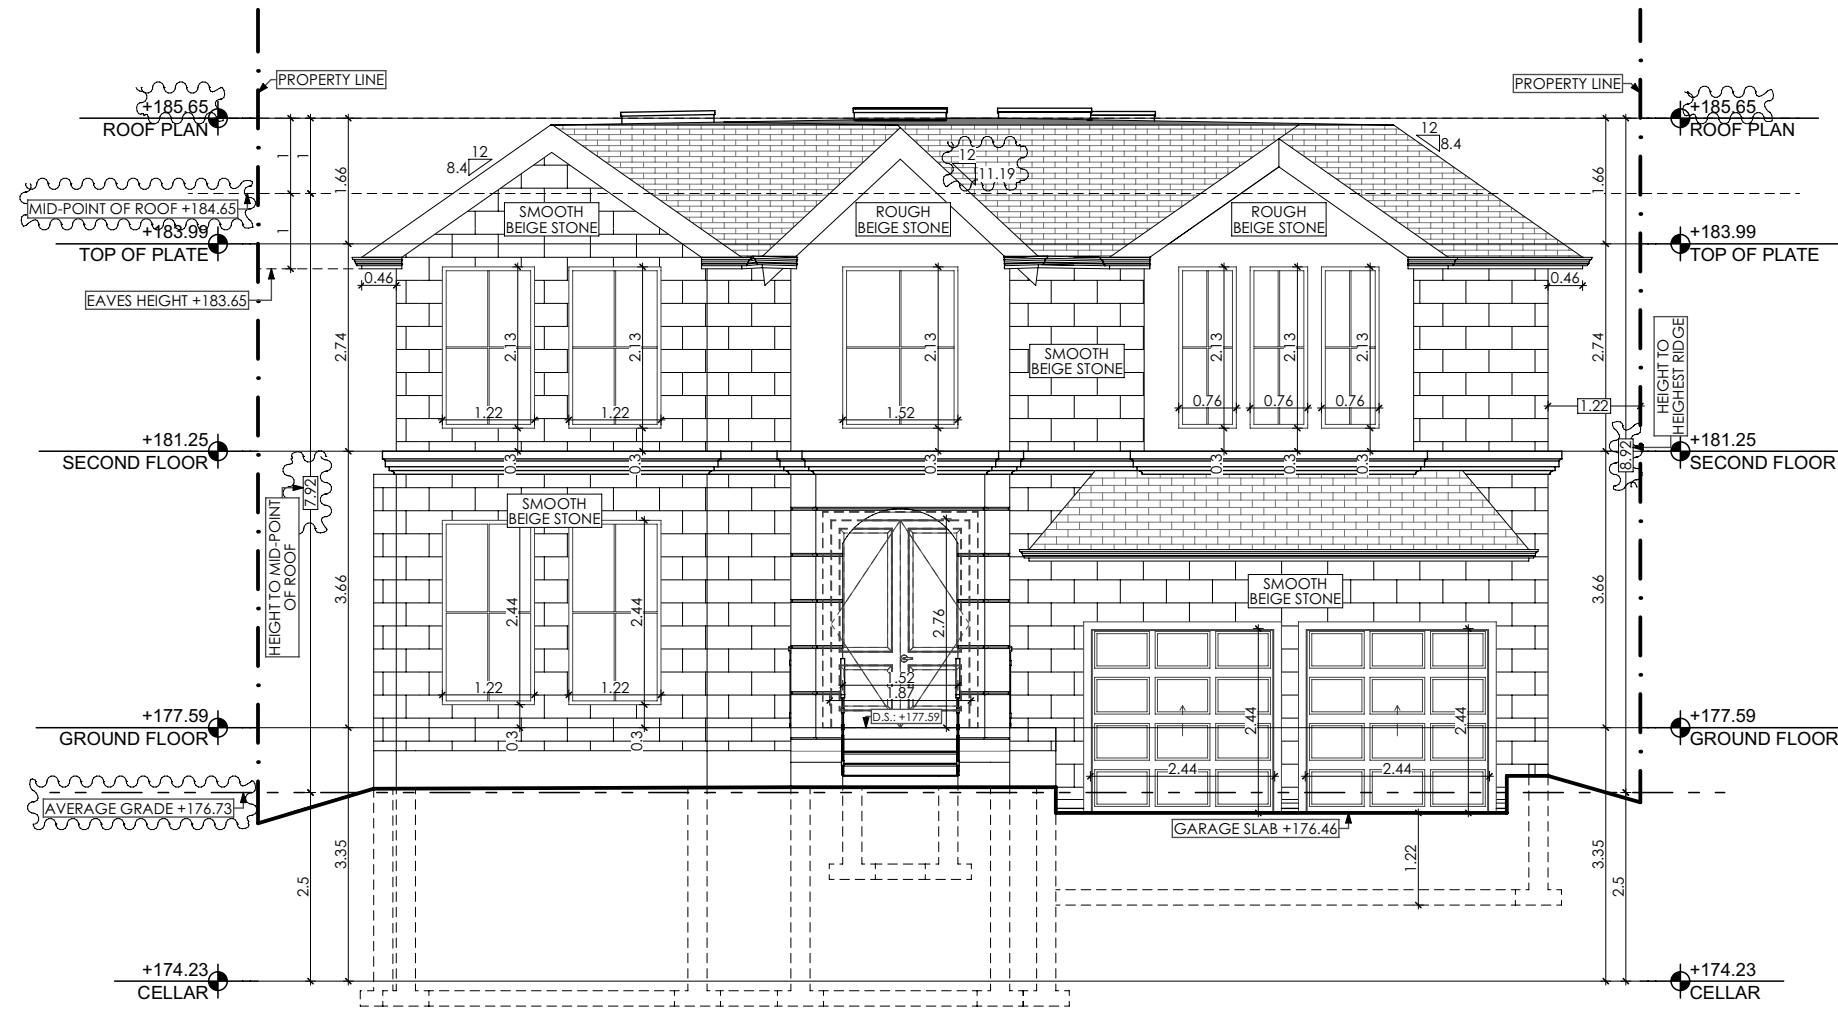 PROPERTY LINE
PROPERTY LINE
+185.65
ROOF PLAN
+185.65
ROOF PLAN
12
8.4
12
11.19
12
8.4
1
1
1.66
1.66
MID-POINT OF ROOF +184.65
1
SMOOTH
BEIGE STONE
ROUGH
BEIGE STONE
ROUGH
BEIGE STONE
+183.99
TOP OF PLATE
+183.99
TOP OF PLATE
0.46
0.46
EAVES HEIGHT +183.65
2.74
2.13
2.13
2.13
2.13
2.13
2.13
2.74
SMOOTH
BEIGE STONE
HEIGHT TO
HEIGHEST RIDGE
1.22
1.22
1.52
0.76
0.76
0.76
1.22
+181.25
SECOND FLOOR
0.3
0.3
0.3
0.3
0.3
0.3
8.92
+181.25
SECOND FLOOR
7.92
SMOOTH
BEIGE STONE
HEIGHT TO MID-POINT
OF ROOF
3.66
2.44
2.44
2.76
SMOOTH
BEIGE STONE
3.66
1.22
1.22
1.52
1.87
D.S.: +177.59
2.44
2.44
+177.59
GROUND FLOOR
0.3
0.3
+177.59
GROUND FLOOR
2.44
2.44
AVERAGE GRADE +176.73
GARAGE SLAB +176.46
3.35
2.5
1.22
3.35
2.5
+174.23
CELLAR
+174.23
CELLAR